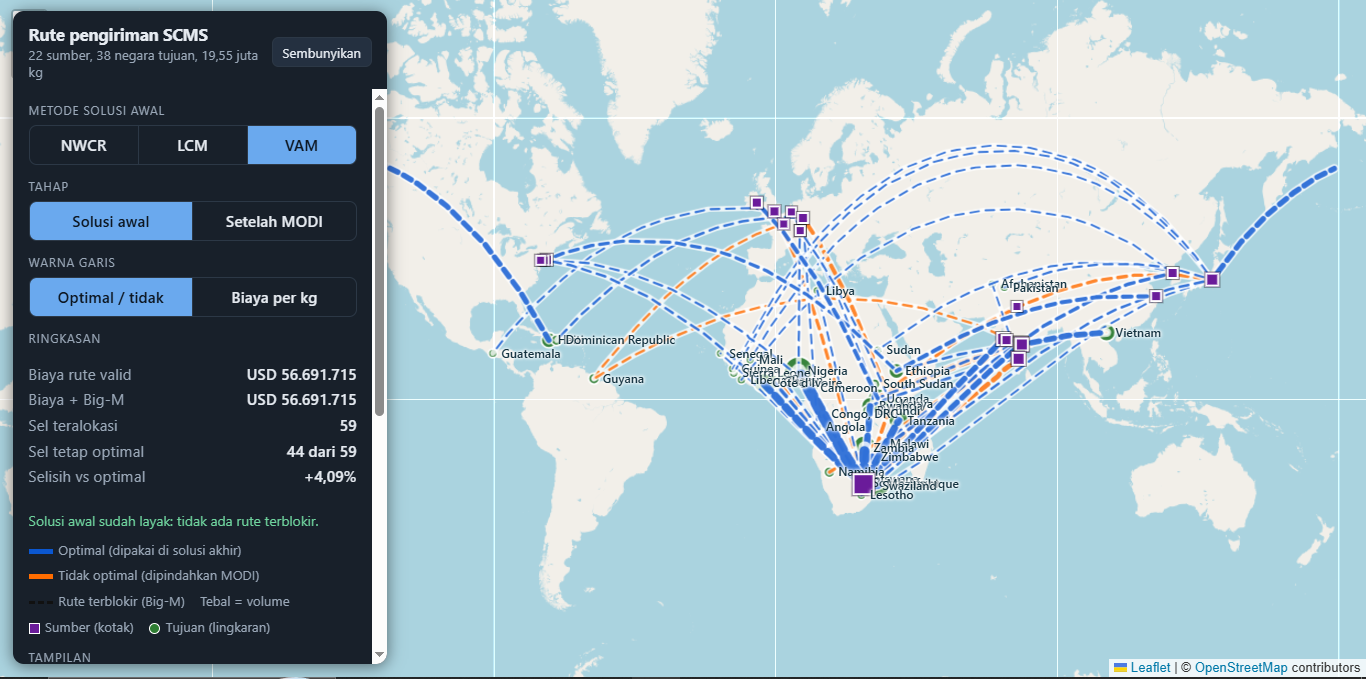 Rute pengiriman SCMS
22 sumber, 38 negara tujuan, 19,55 juta
kg
Sembunyikan
METODE SOLUSI AWAL
NWCR
LCM
VAM
TAHAP
Solusi awal
Setelah MODI
WARNA GARIS
Optimal / tidak
Biaya per kg
RINGKASAN
Biaya rute valid USD 56.691.715
Biaya + Big-M USD 56.691.715
Sel teralokasi 59
Sel tetap optimal 44 dari 59
Selisih vs optimal +4,09%
Solusi awal sudah layak: tidak ada rute terblokir.
Optimal (dipakai di solusi akhir)
Tidak optimal (dipindahkan MODI)
Rute terblokir (Big-M) Tebal = volume
Sumber (kotak) Tujuan (lingkaran)
TAMPILAN
Libya
Afghanistan
Pakistan
Vietnam
Dominican Republic
Guatemala
Guyana
Senegal
Mali
Guinea
Sierra Leone
Côte d'Ivoire
Nigeria
Cameroon
Sudan
Ethiopia
South Sudan
Uganda
Rwanda
Congo DRC
Tanzania
Angola
Malawi
Zambia
Zimbabwe
Namibia
Swaziland
Lesotho
Leaflet | © OpenStreetMap contributors